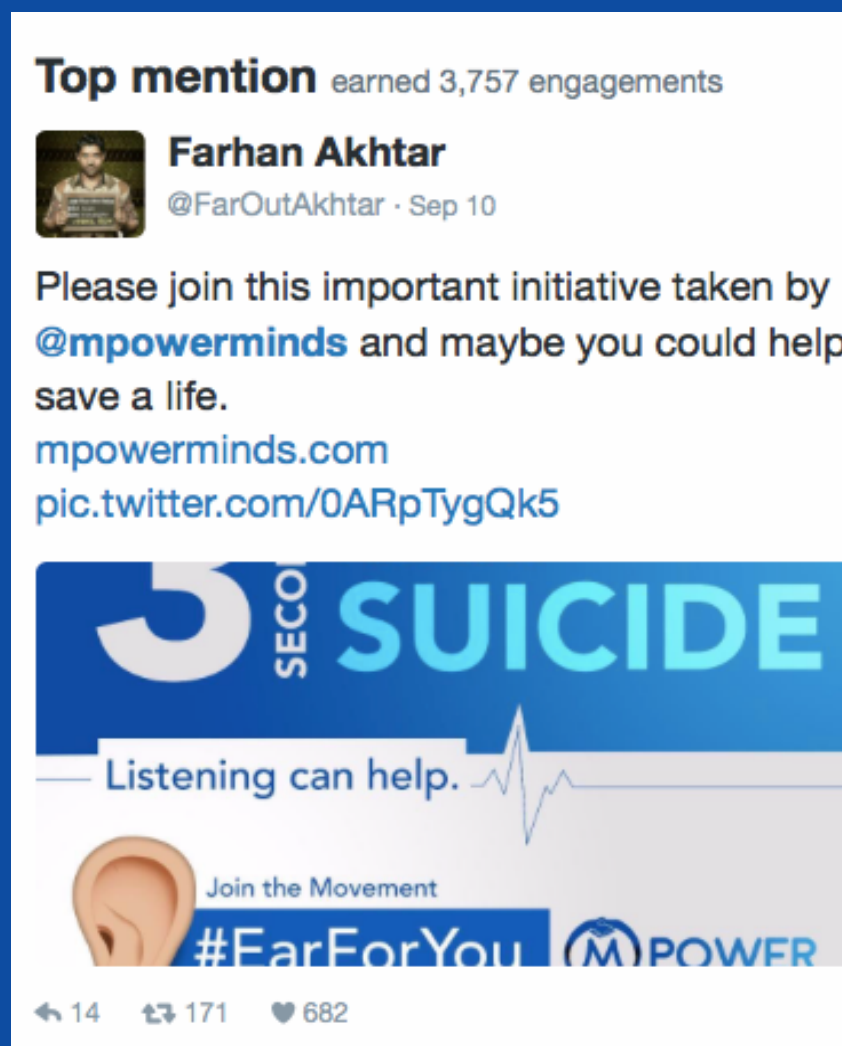 Top mention earned 3,757 engagements
Farhan Akhtar
@FarOutAkhtar · Sep 10
Please join this important initiative taken by
@mpowerminds and maybe you could help
save a life.
mpowerminds.com
pic.twitter.com/0ARpTygQk5
3 SUICIDE
Listening can help.
Join the Movement
#EarForYou MPOWER
14 171 682